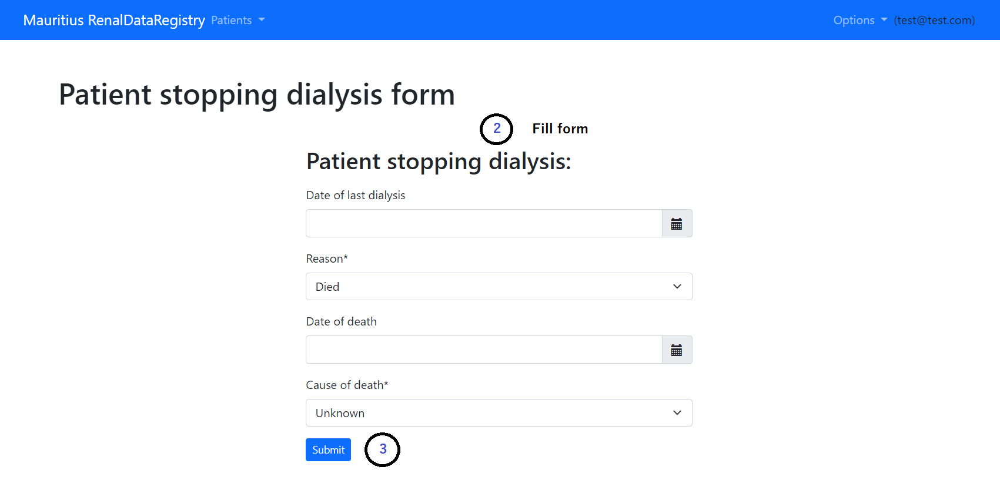 Mauritius RenalDataRegistry Patients Options (test@test.com)
Patient stopping dialysis form
2 Fill form
Patient stopping dialysis:
Date of last dialysis
Reason*
Died
Date of death
Cause of death*
Unknown
Submit 3